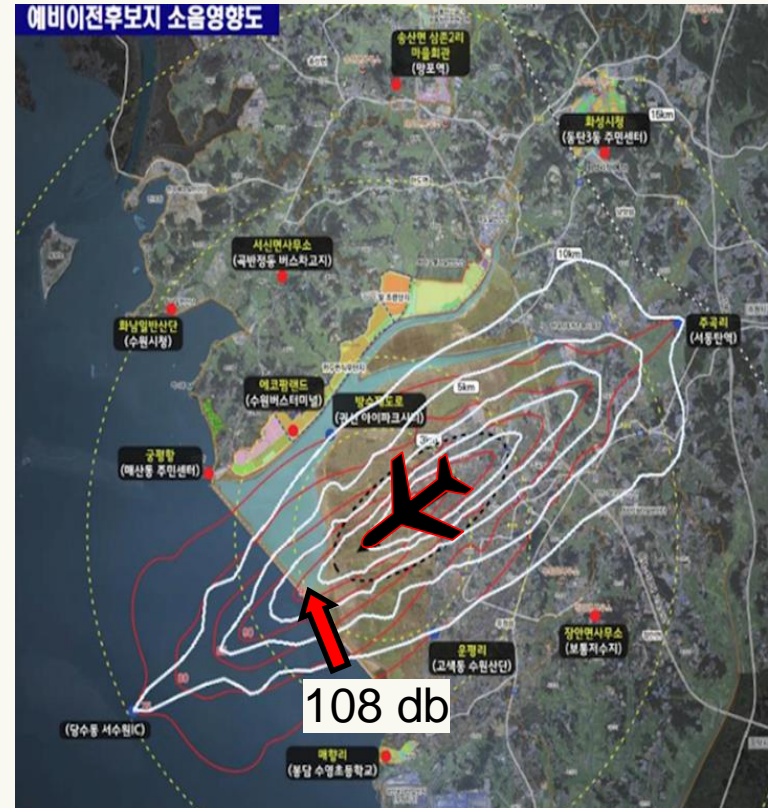 예비이전후보지 소음영향도
송산면 삼존2리
마을회관
(망포역)
화성시청
(동탄3동 주민센터)
15km
서신면사무소
(곡반정동 버스차고지)
10km
화남일반산단
(수원시청)
주곡리
(서동탄역)
에코팜랜드
(수원버스터미널)
방수제도로
(권선 아이파크시티)
5km
궁평항
(매산동 주민센터)
장안면사무소
(보통저수지)
운평리
(고색동 수원산단)
108 db
(당수동 서수원IC)
매향리
(봉담 수영초등학교)